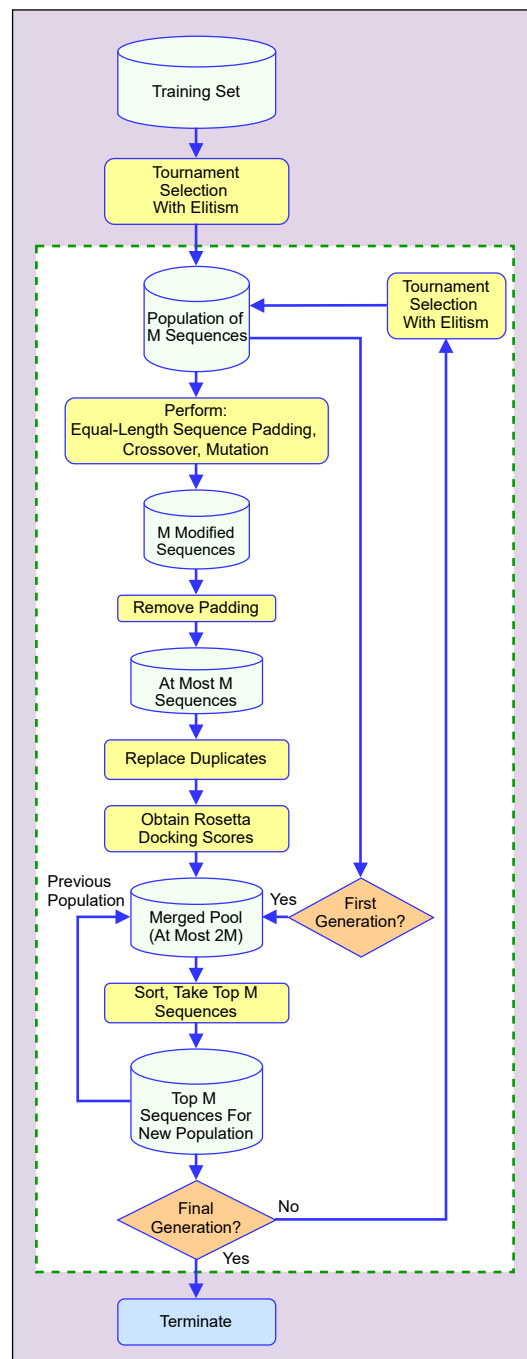 Training Set
Tournament
Selection
With Elitism
Population of
M Sequences
Tournament
Selection
With Elitism
Perform:
Equal-Length Sequence Padding,
Crossover, Mutation
M Modified
Sequences
Remove Padding
At Most M
Sequences
Replace Duplicates
Obtain Rosetta
Docking Scores
Previous
Population
Merged Pool
(At Most 2M)
Yes
First
Generation?
Sort, Take Top M
Sequences
Top M
Sequences For
New Population
Final
Generation?
No
Yes
Terminate